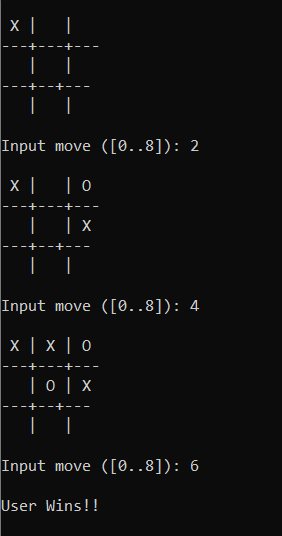 X |   |
---+---+---
   |   |
---+--+---
   |   |
Input move ([0..8]): 2
 X |   | O
---+---+---
   |   | X
---+--+---
   |   |
Input move ([0..8]): 4
 X | X | O
---+---+---
   | O | X
---+--+---
   |   |
Input move ([0..8]): 6
User Wins!!